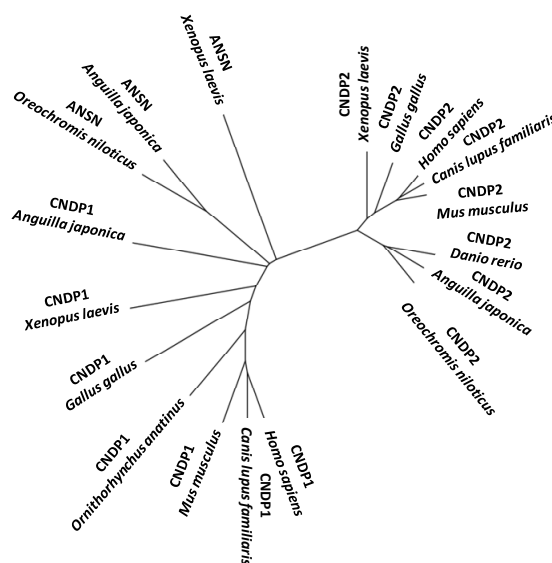 ANSN
Xenopus laevis
ANSN
Anguilla japonica
ANSN
Oreochromis niloticus
CNDP1
Anguilla japonica
CNDP1
Xenopus laevis
CNDP1
Gallus gallus
CNDP1
Ornithorhynchus anatinus
CNDP1
Mus musculus
CNDP1
Canis lupus familiaris
CNDP1
Homo sapiens
CNDP2
Xenopus laevis
CNDP2
Gallus gallus
CNDP2
Homo sapiens
CNDP2
Canis lupus familiaris
CNDP2
Mus musculus
CNDP2
Danio rerio
CNDP2
Anguilla japonica
CNDP2
Oreochromis niloticus